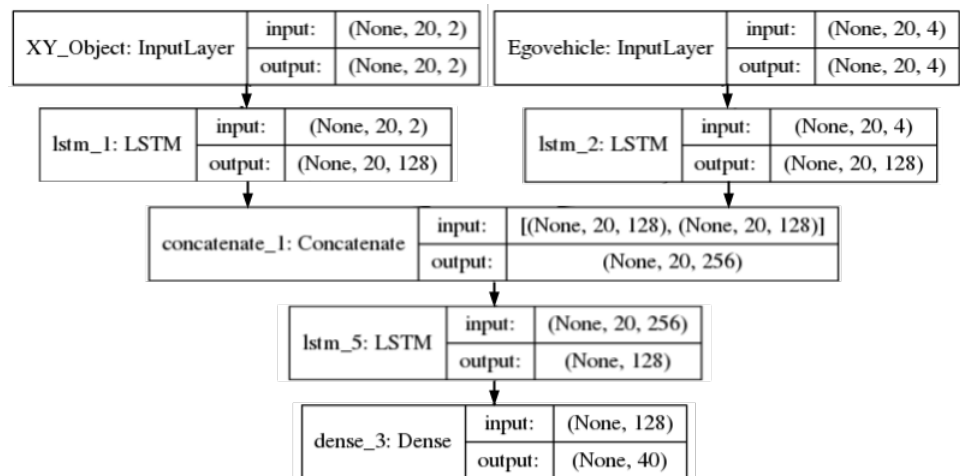 XY_Object: InputLayer
input: (None, 20, 2)
output: (None, 20, 2)
Egovehicle: InputLayer
input: (None, 20, 4)
output: (None, 20, 4)
lstm_1: LSTM
input: (None, 20, 2)
output: (None, 20, 128)
lstm_2: LSTM
input: (None, 20, 4)
output: (None, 20, 128)
concatenate_1: Concatenate
input: [(None, 20, 128), (None, 20, 128)]
output: (None, 20, 256)
lstm_5: LSTM
input: (None, 20, 256)
output: (None, 128)
dense_3: Dense
input: (None, 128)
output: (None, 40)